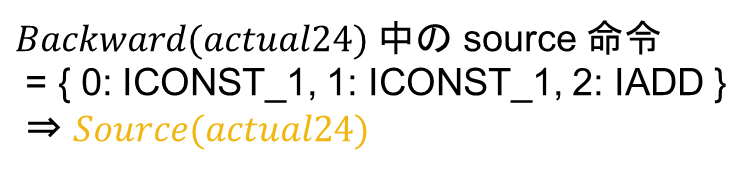 Backward(actual24) 中の source 命令
= { 0: ICONST_1, 1: ICONST_1, 2: IADD }
⇒ Source(actual24)